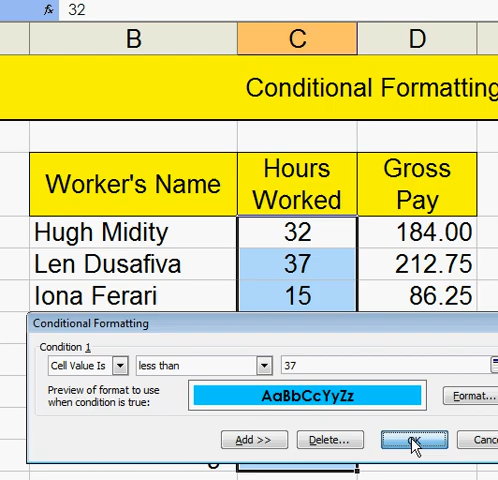 fx 32
B C D
Conditional Formatting
Worker's Name Hours Worked Gross Pay
Hugh Midity 32 184.00
Len Dusafiva 37 212.75
Iona Ferari 15 86.25
Conditional Formatting
Condition 1
Cell Value Is less than 37
Preview of format to use
when condition is true:
AaBbCcYyZz
Format...
Add >> Delete...